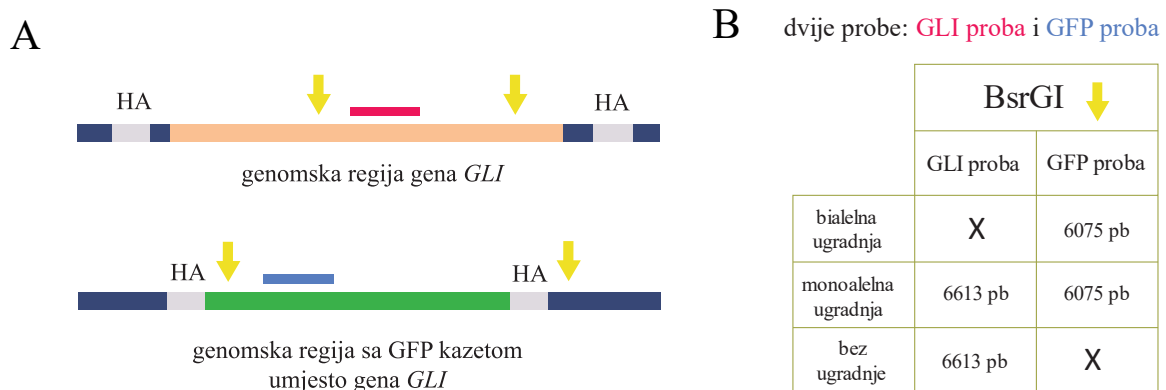 A
HA
HA
genomska regija gena GLI
HA
HA
genomska regija sa GFP kazetom
umjesto gena GLI
B
dvije probe: GLI proba i GFP proba
BsrGI
GLI proba GFP proba
bialelna
ugradnja
X 6075 pb
monoalelna
ugradnja
6613 pb 6075 pb
bez
ugradnje
6613 pb X